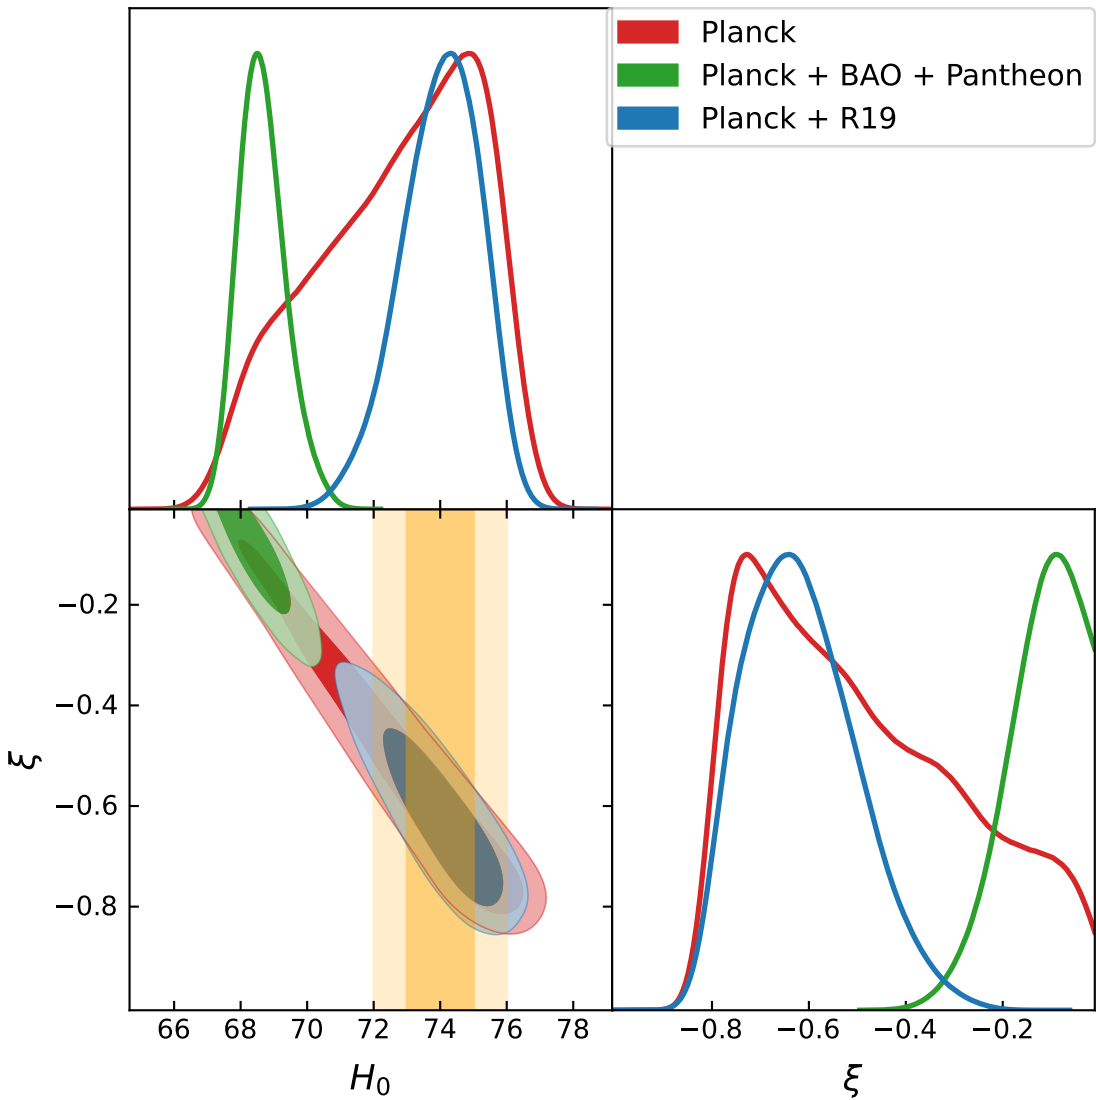 Planck
Planck + BAO + Pantheon
Planck + R19
−0.2
−0.4
−0.6
−0.8
ξ
66 68 70 72 74 76 78
−0.8 −0.6 −0.4 −0.2
H₀
ξ